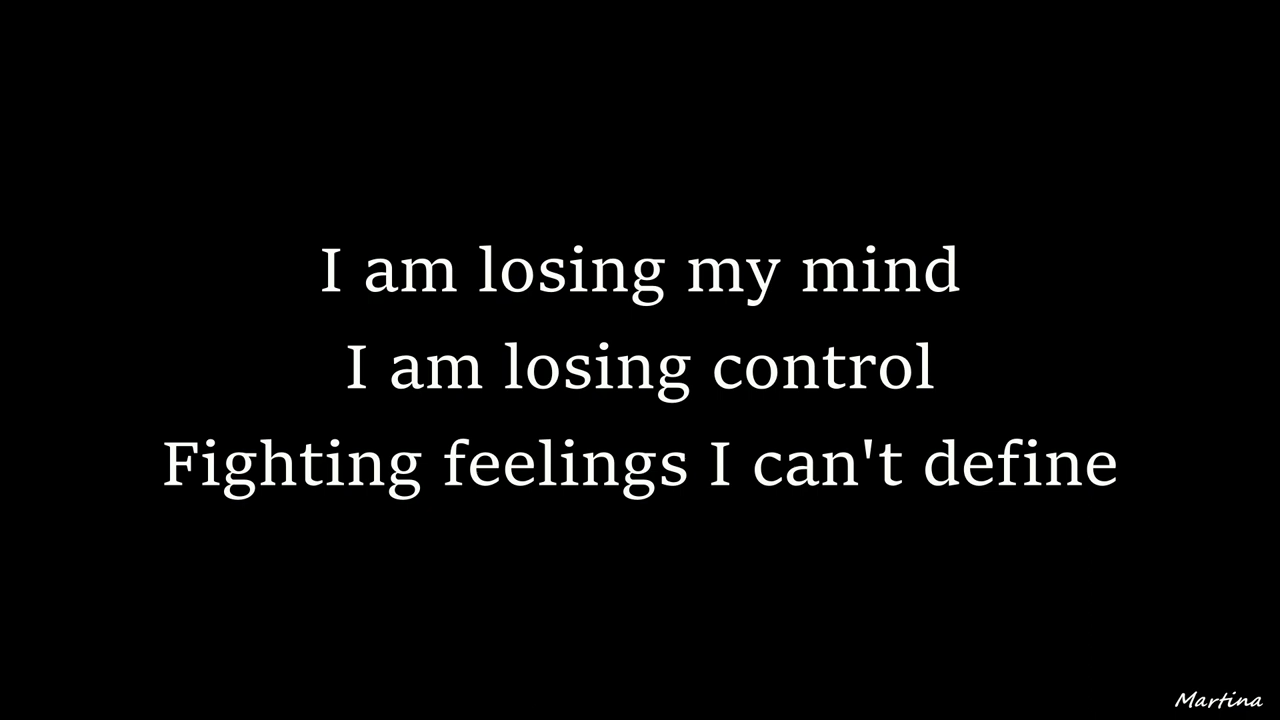 I am losing my mind
I am losing control
Fighting feelings I can't define
Martina